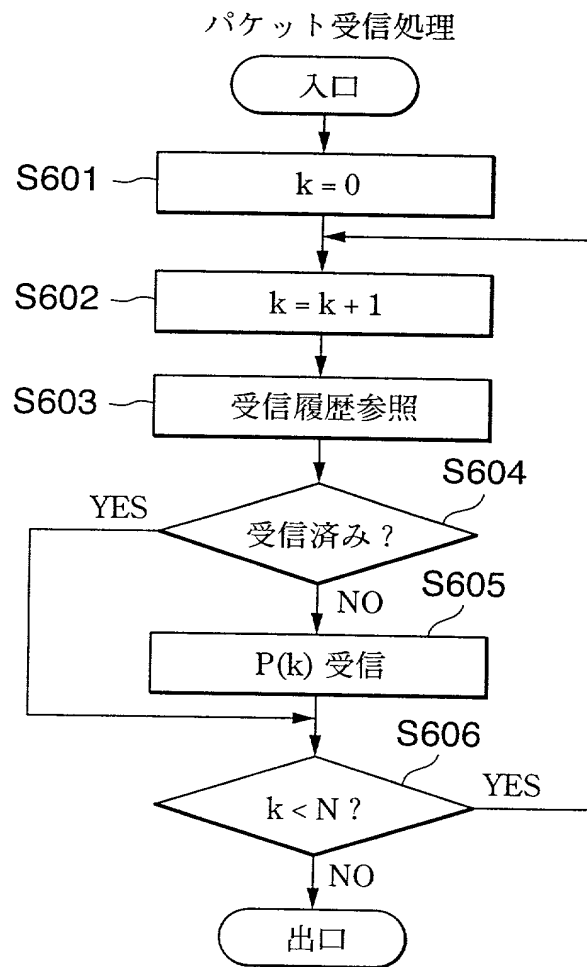 パケット受信処理
入口
S601
k = 0
S602
k = k + 1
S603
受信履歴参照
S604
YES
受信済み ?
NO
S605
P(k) 受信
S606
k < N ?
YES
NO
出口